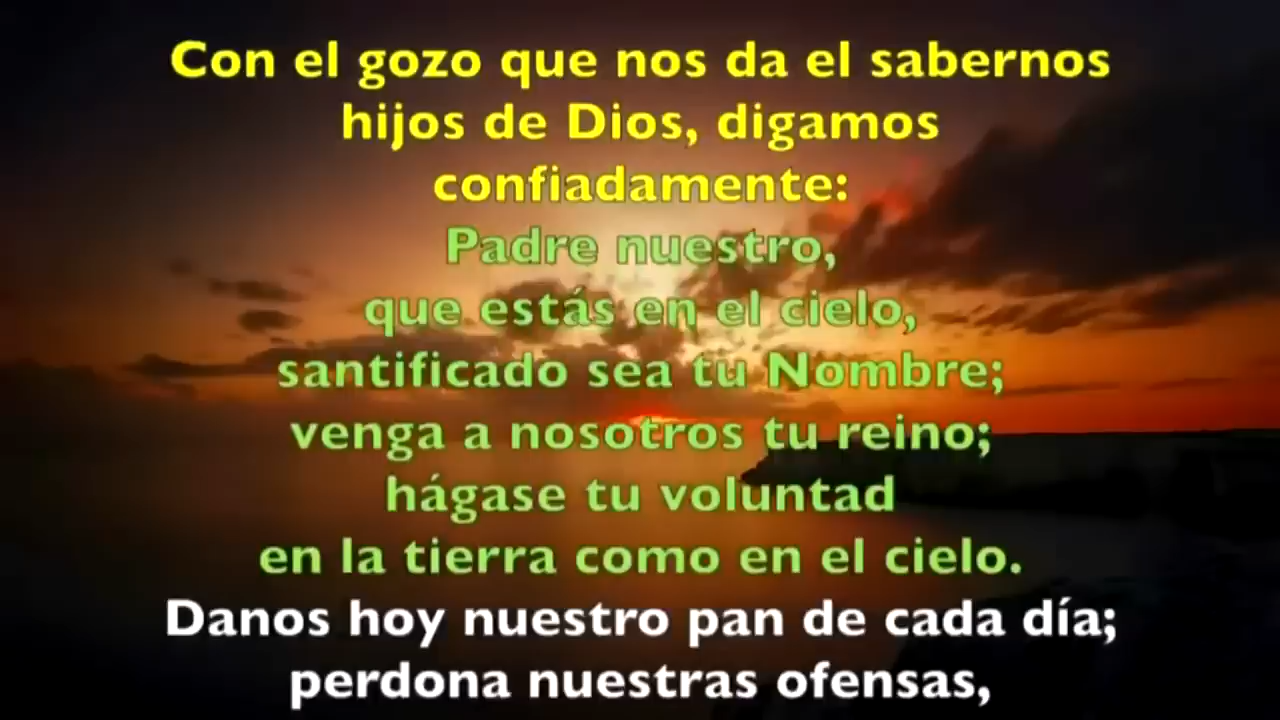 Con el gozo que nos da el sabernos
hijos de Dios, digamos
confiadamente:
Padre nuestro,
que estás en el cielo,
santificado sea tu Nombre;
venga a nosotros tu reino;
hágase tu voluntad
en la tierra como en el cielo.
Danos hoy nuestro pan de cada día;
perdona nuestras ofensas,